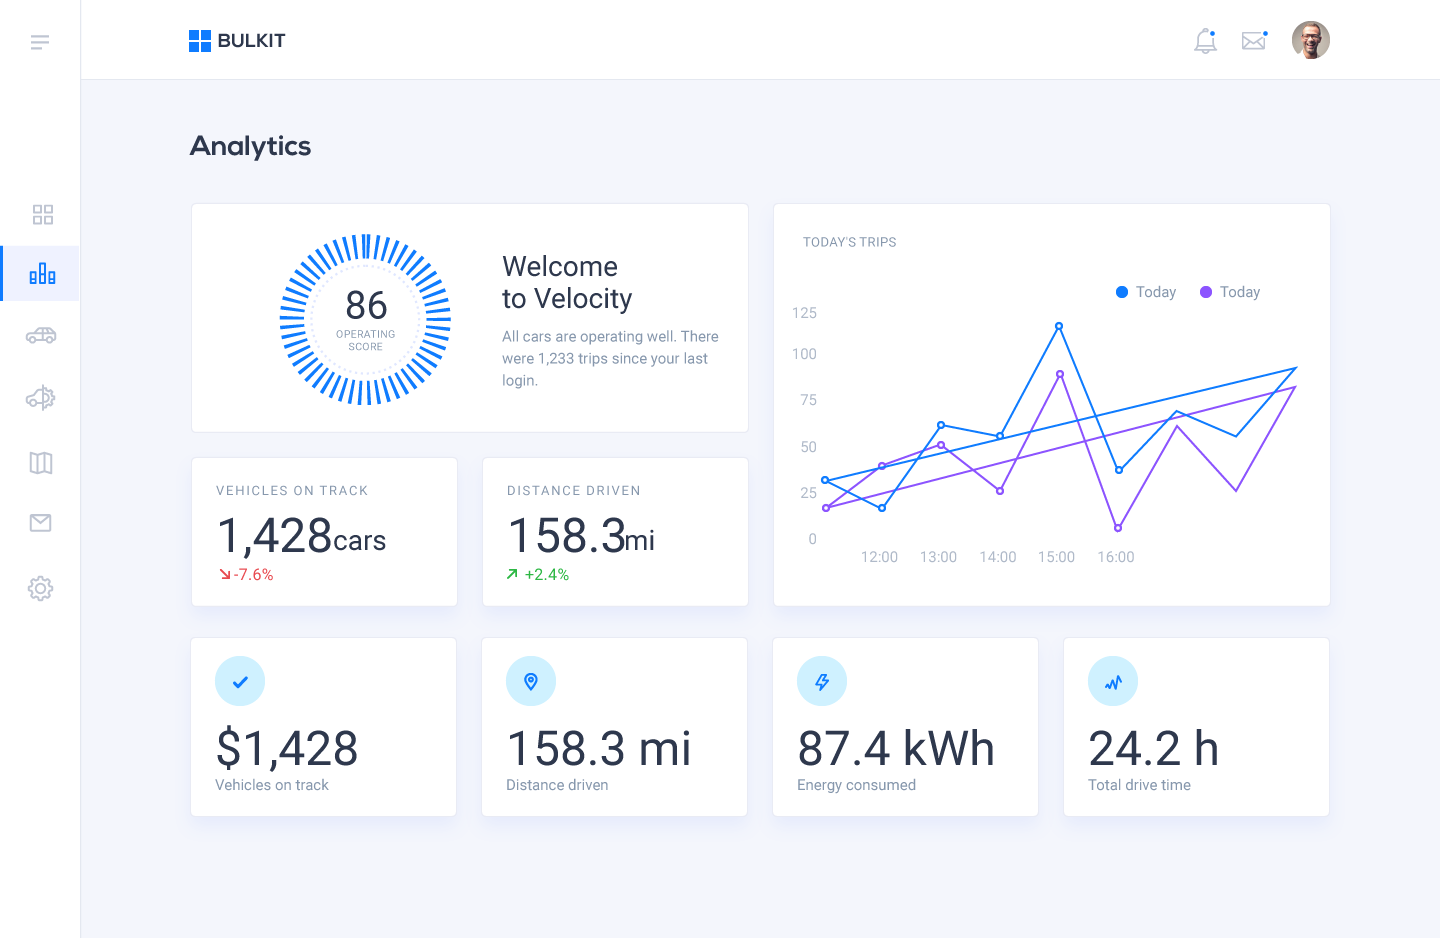 BULKIT
Analytics
86
OPERATING
SCORE
Welcome
to Velocity
All cars are operating well. There
were 1,233 trips since your last
login.
TODAY'S TRIPS
Today Today
125
100
75
50
25
0
12:00 13:00 14:00 15:00 16:00
VEHICLES ON TRACK
1,428cars
-7.6%
DISTANCE DRIVEN
158.3mi
+2.4%
$1,428
Vehicles on track
158.3 mi
Distance driven
87.4 kWh
Energy consumed
24.2 h
Total drive time